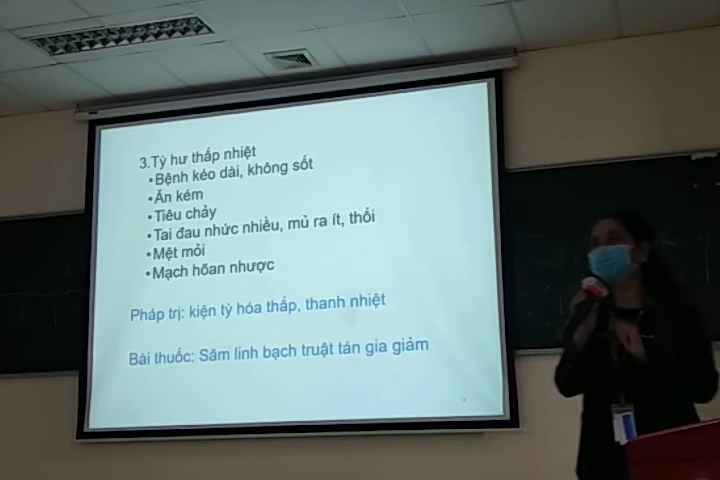 3.Tỳ hư thấp nhiệt
•Bệnh kéo dài, không sốt
•Ăn kém
•Tiêu chảy
•Tai đau nhức nhiều, mủ ra ít, thối
•Mệt mỏi
•Mạch hõan nhược
Pháp trị: kiện tỳ hóa thấp, thanh nhiệt
Bài thuốc: Sâm linh bạch truật tán gia giảm